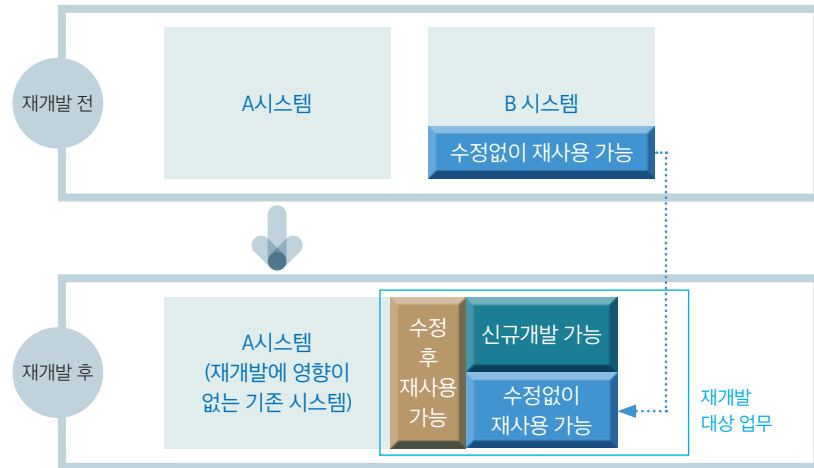 재개발 전
A시스템
B 시스템
수정없이 재사용 가능
재개발 후
A시스템
(재개발에 영향이
없는 기존 시스템)
수정
후
재사용
가능
신규개발 가능
수정없이
재사용 가능
재개발
대상 업무